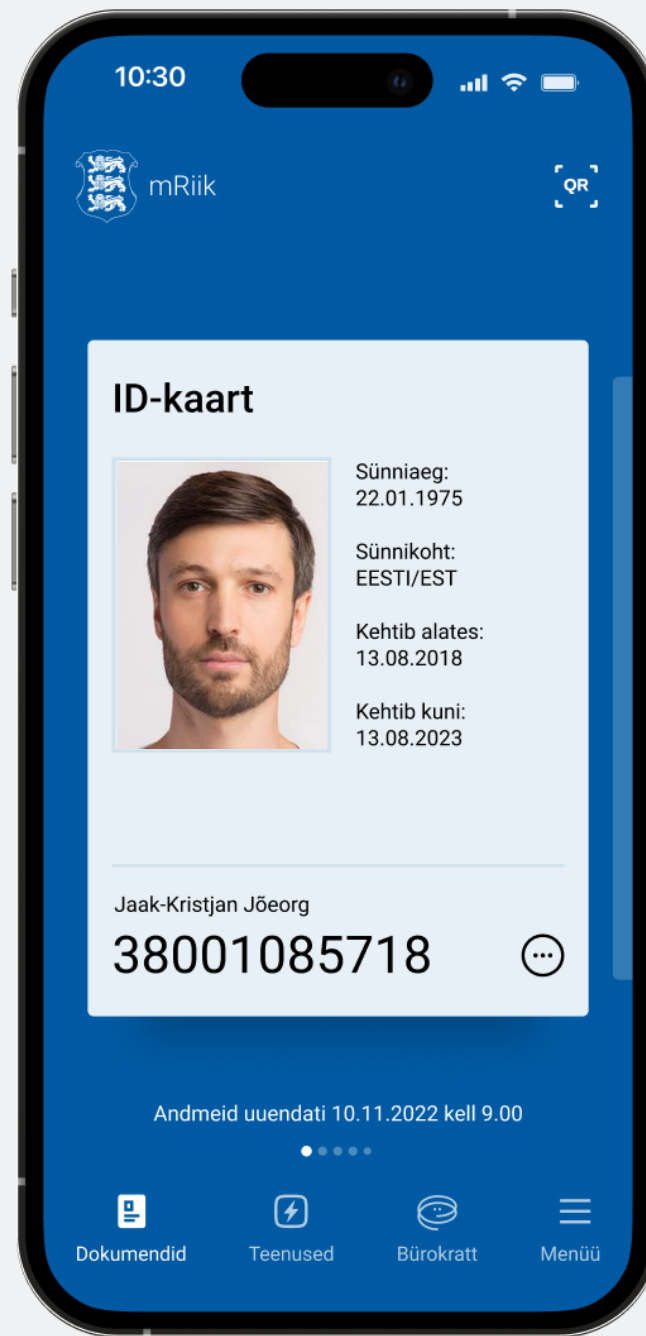 10:30
mRiik
QR
ID-kaart
Sünniaeg:
22.01.1975
Sünnikoht:
EESTI/EST
Kehtib alates:
13.08.2018
Kehtib kuni:
13.08.2023
Jaak-Kristjan Jõeorg
38001085718
Andmeid uuendati 10.11.2022 kell 9.00
Dokumendid
Teenused
Bürokratt
Menüü